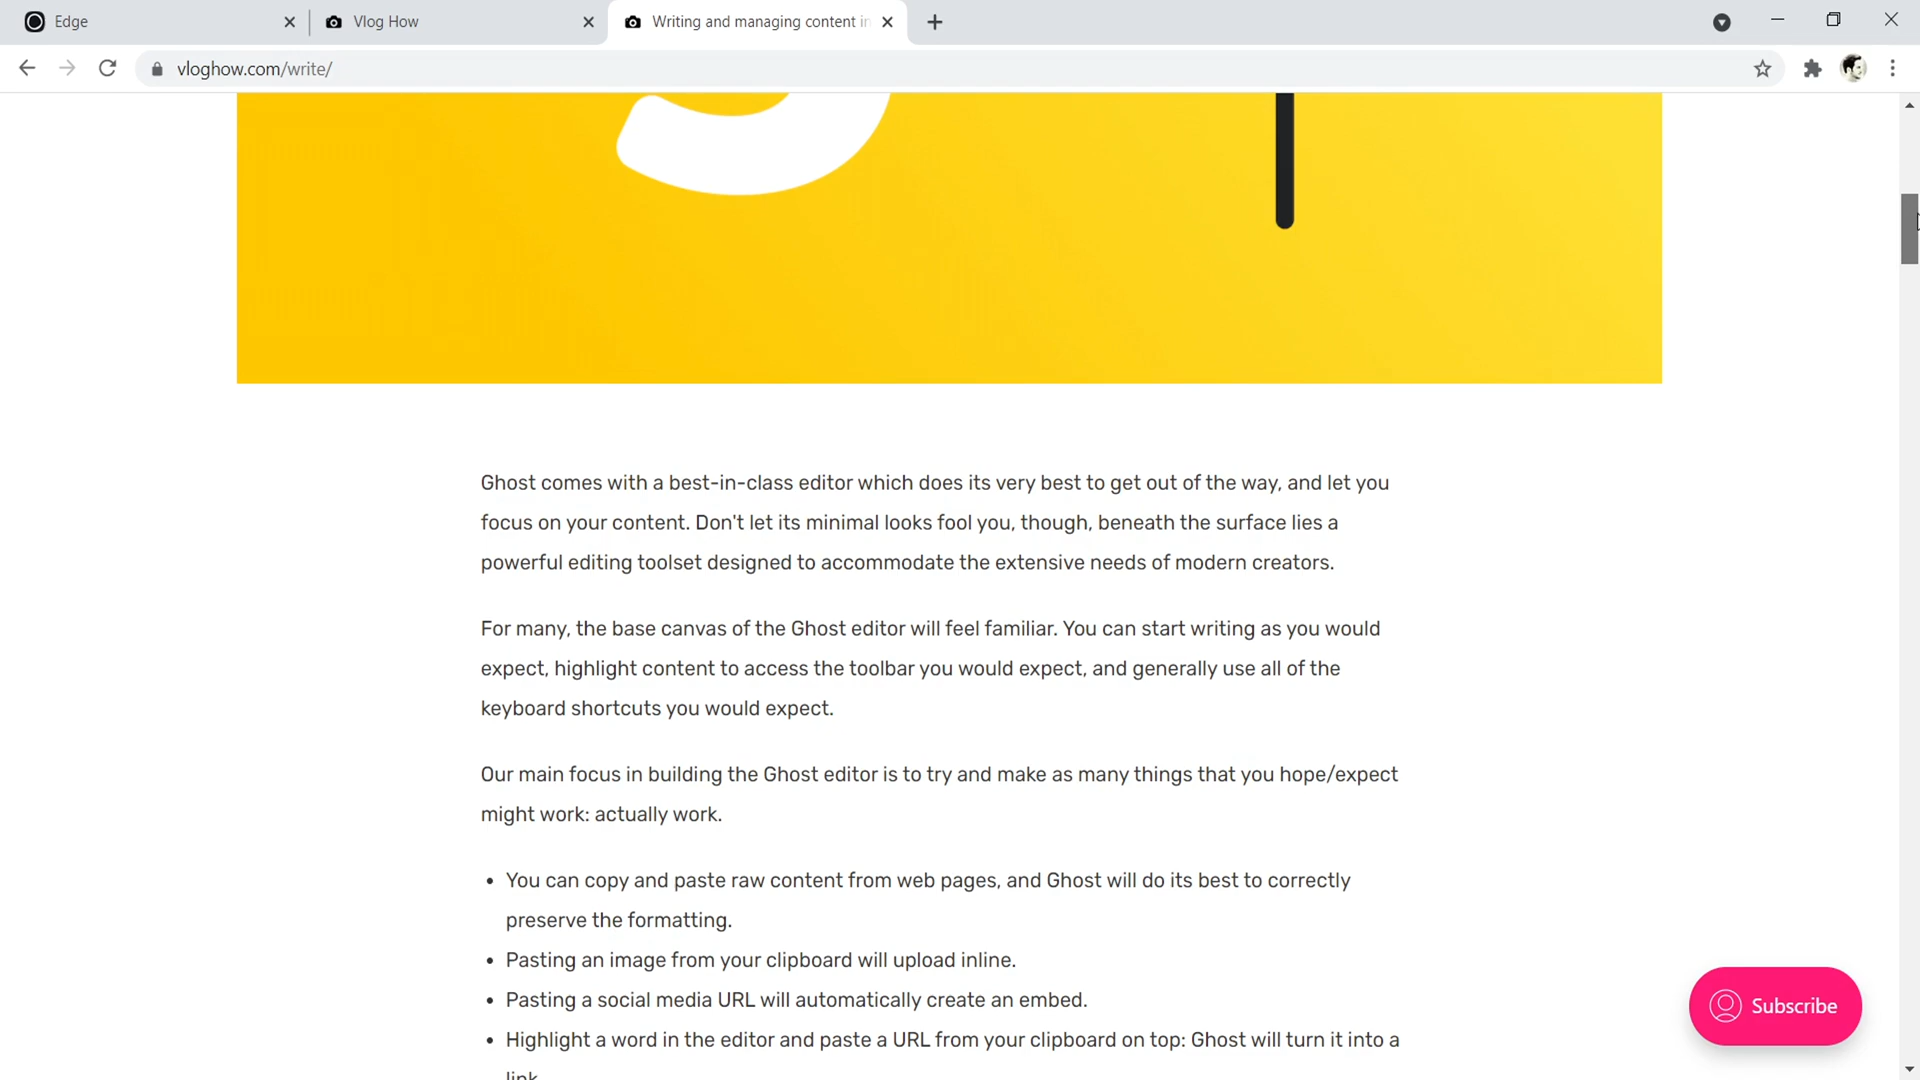 Edge
Vlog How
Writing and managing content in
vloghow.com/write/
Ghost comes with a best-in-class editor which does its very best to get out of the way, and let you
focus on your content. Don't let its minimal looks fool you, though, beneath the surface lies a
powerful editing toolset designed to accommodate the extensive needs of modern creators.
For many, the base canvas of the Ghost editor will feel familiar. You can start writing as you would
expect, highlight content to access the toolbar you would expect, and generally use all of the
keyboard shortcuts you would expect.
Our main focus in building the Ghost editor is to try and make as many things that you hope/expect
might work: actually work.
• You can copy and paste raw content from web pages, and Ghost will do its best to correctly
preserve the formatting.
• Pasting an image from your clipboard will upload inline.
• Pasting a social media URL will automatically create an embed.
• Highlight a word in the editor and paste a URL from your clipboard on top: Ghost will turn it into a
link.
Subscribe